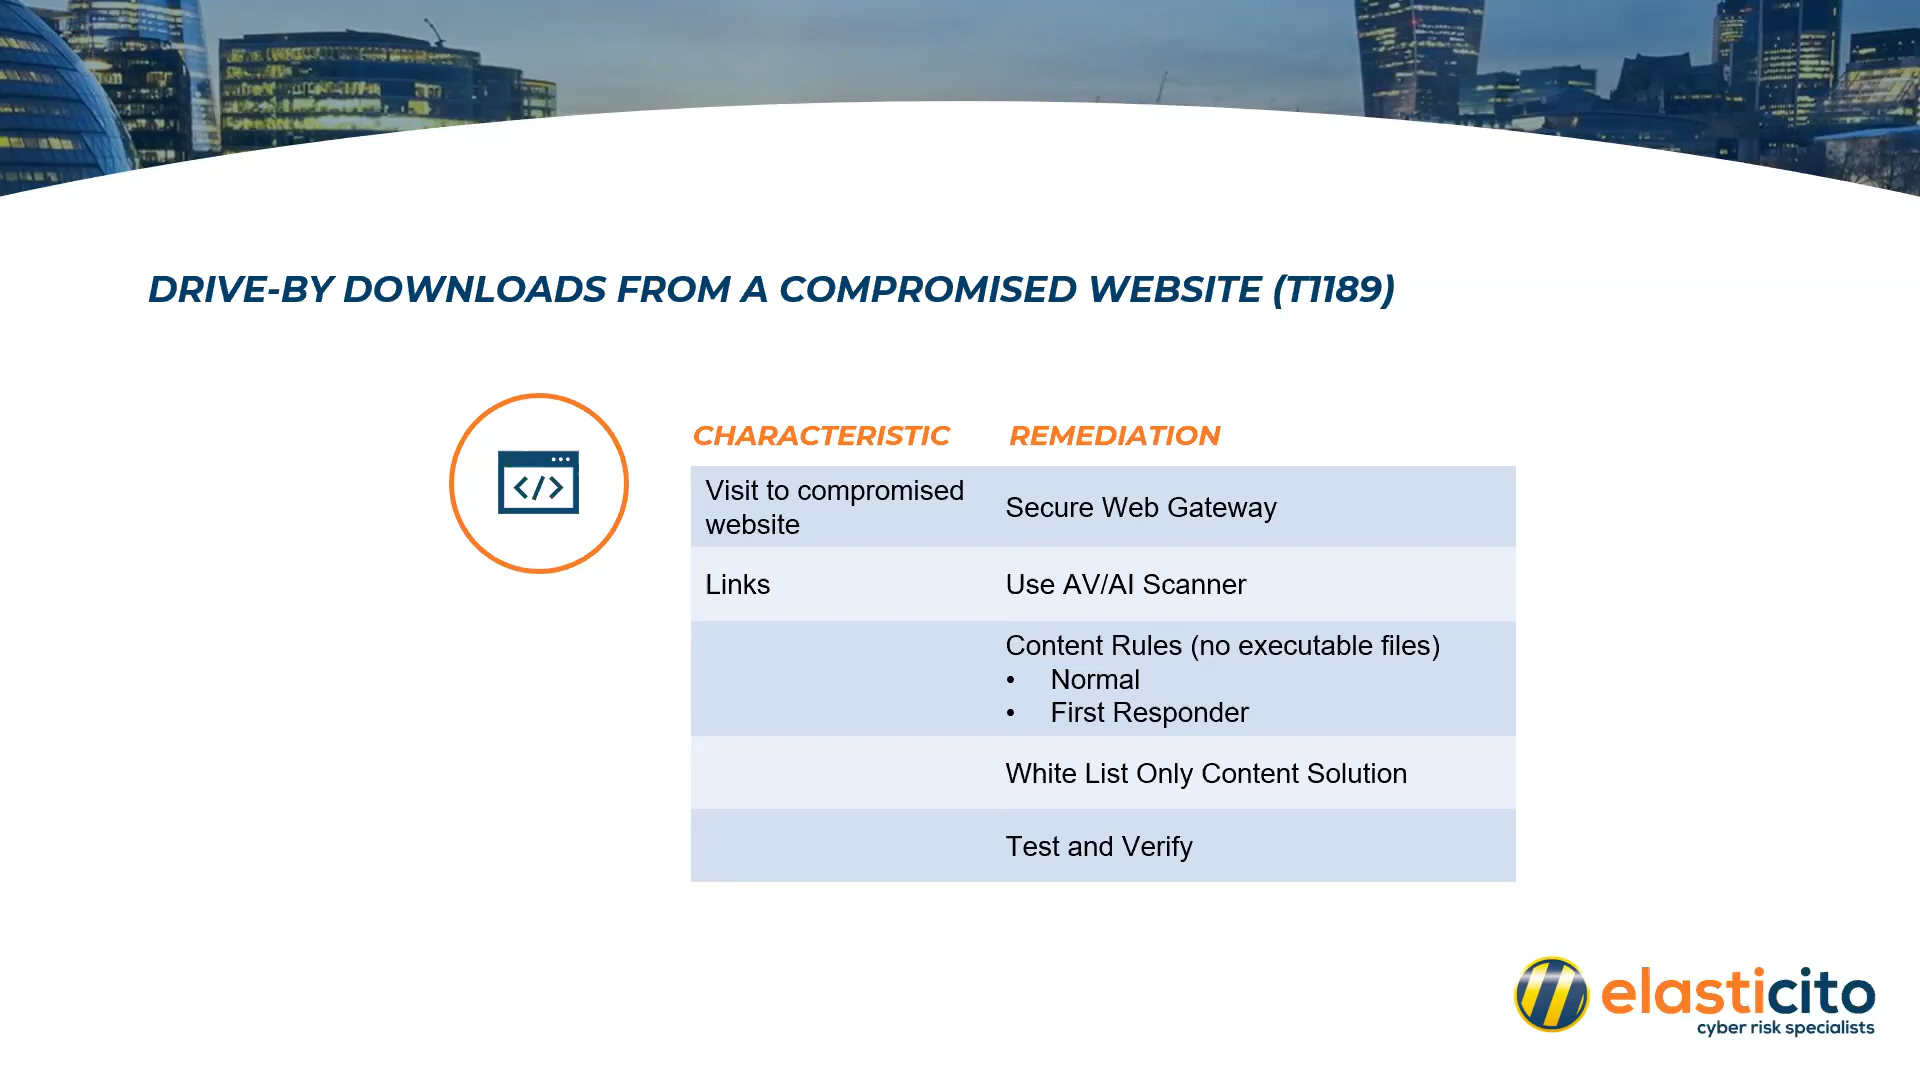 DRIVE-BY DOWNLOADS FROM A COMPROMISED WEBSITE (T1189)
CHARACTERISTIC REMEDIATION
Visit to compromised
website
Secure Web Gateway
Links
Use AV/AI Scanner
Content Rules (no executable files)
• Normal
• First Responder
White List Only Content Solution
Test and Verify
</>
elasticito
cyber risk specialists